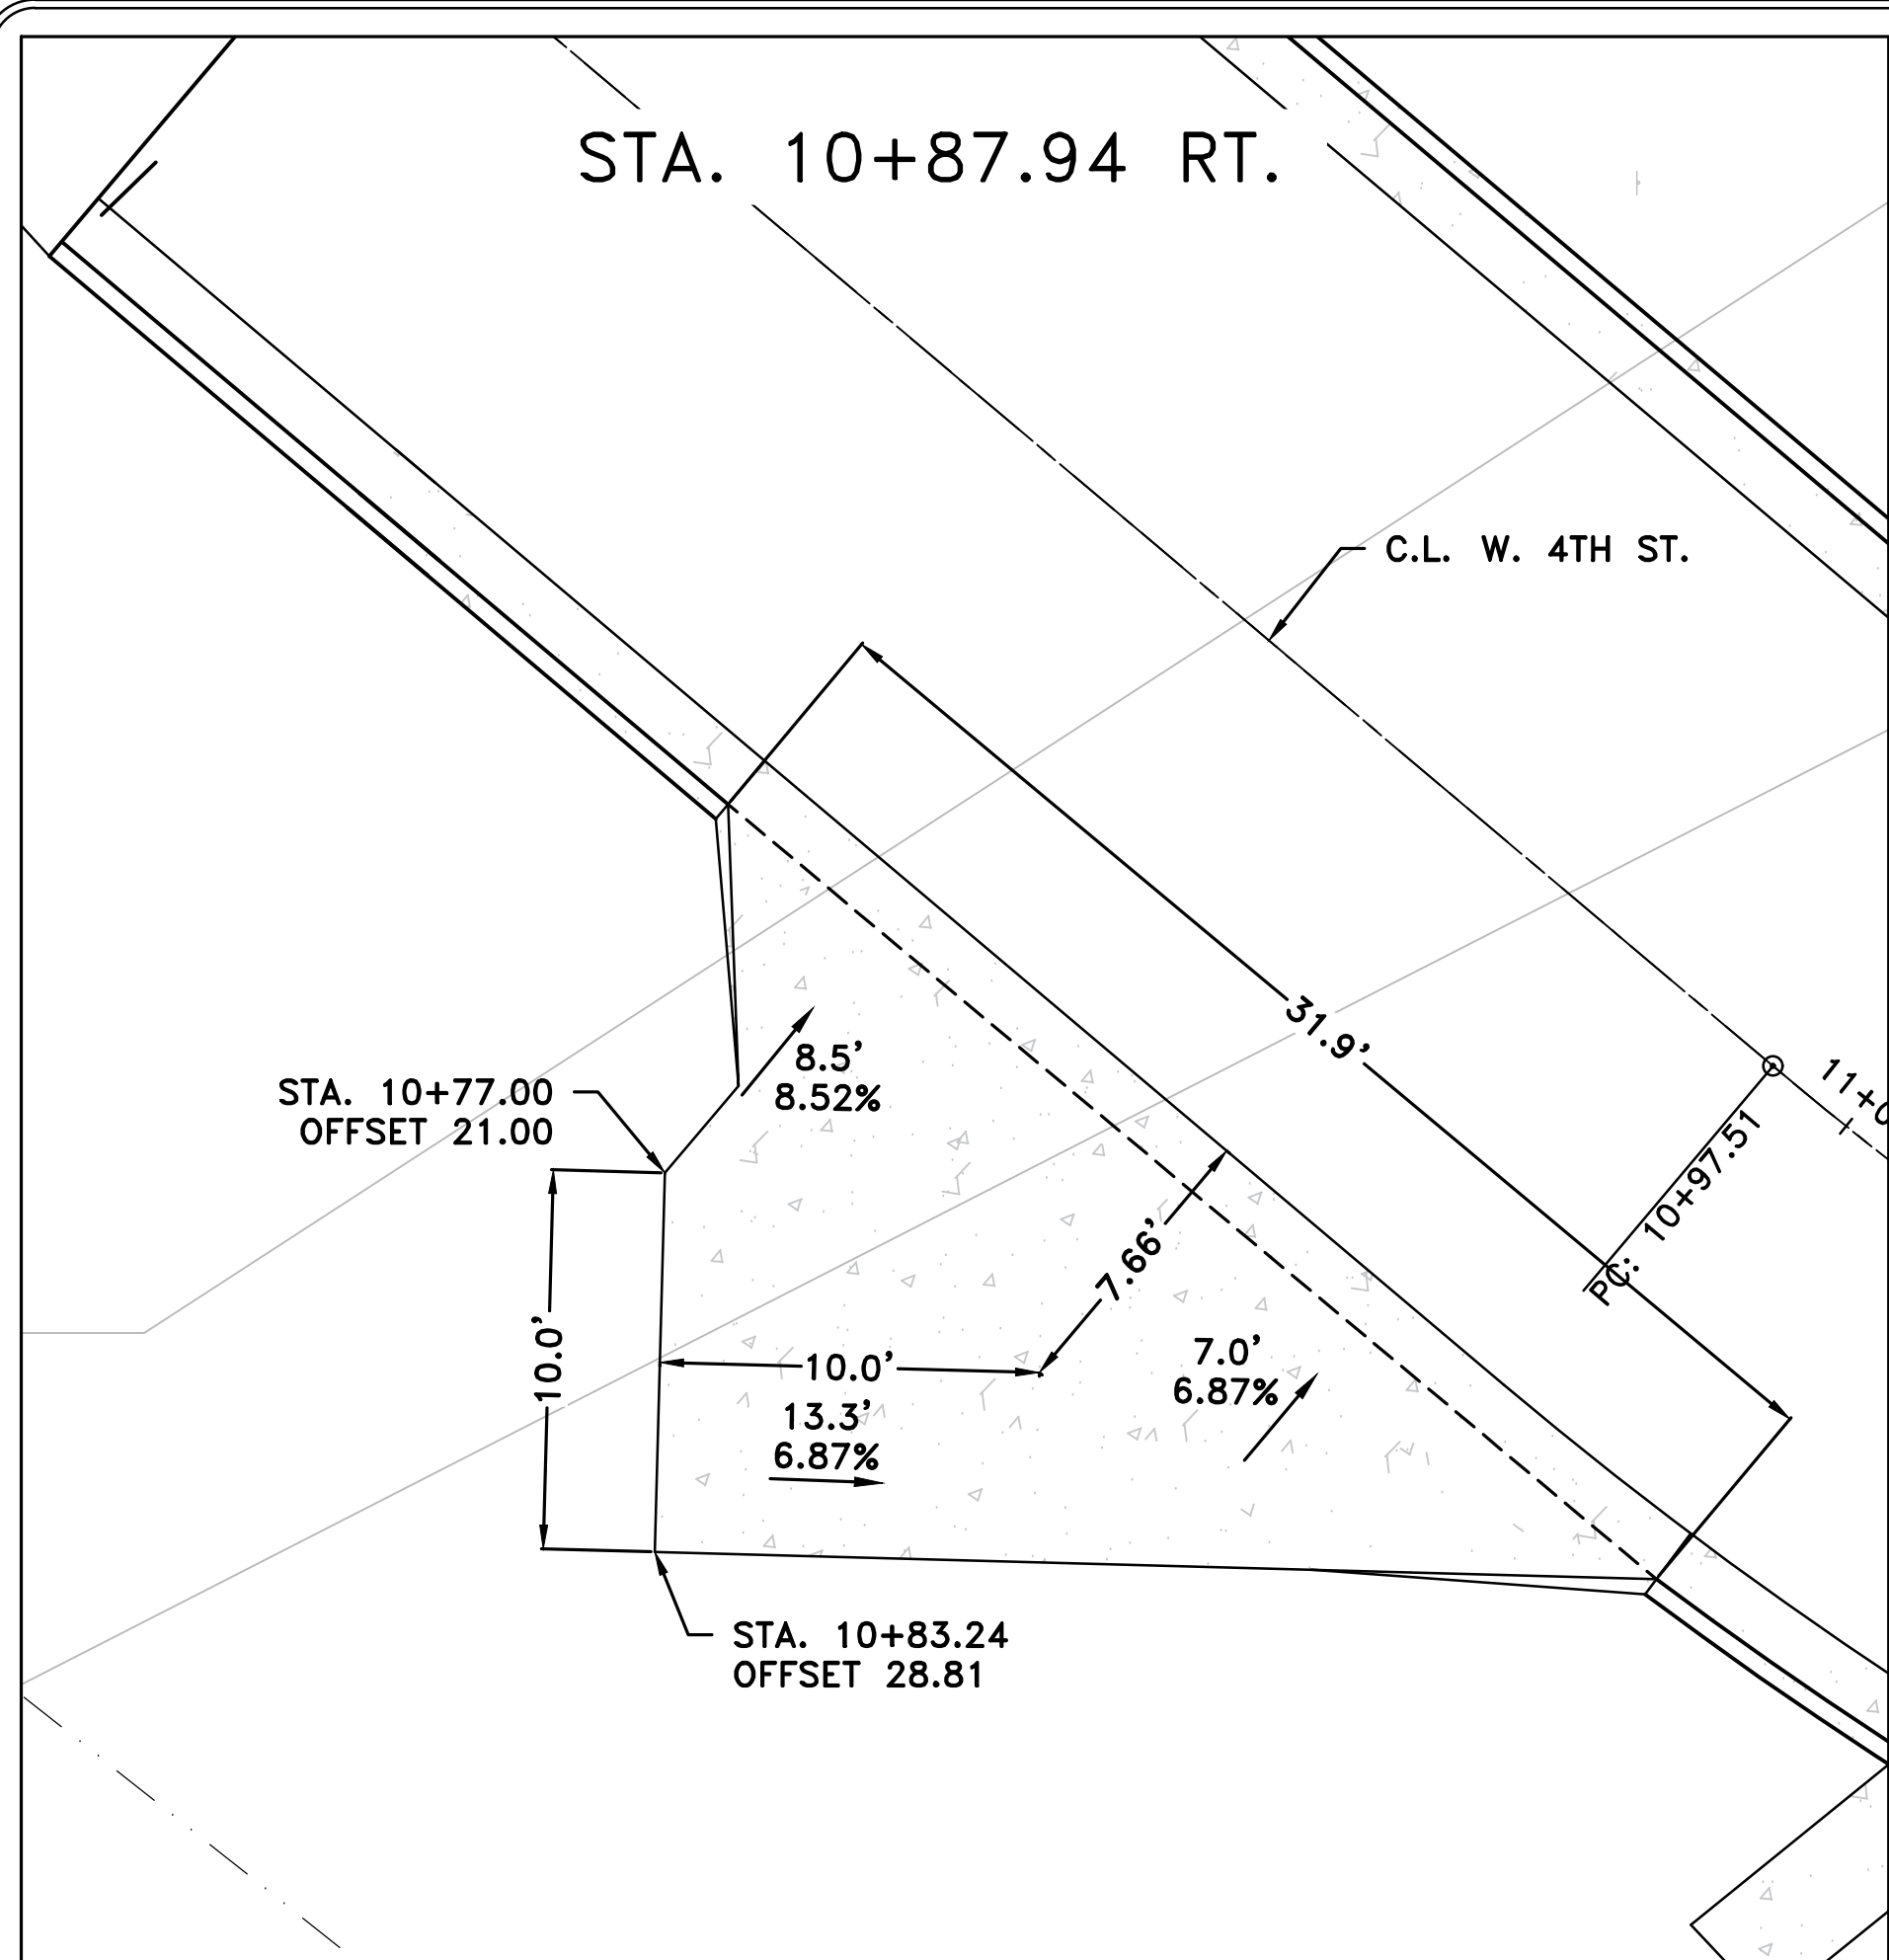 STA. 10+87.94 RT.
C.L. W. 4TH ST.
31.9'
11+0
PC: 10+97.51
8.5'
8.52%
STA. 10+77.00
OFFSET 21.00
7.66'
10.0'
10.0'
7.0'
6.87%
13.3'
6.87%
STA. 10+83.24
OFFSET 28.81